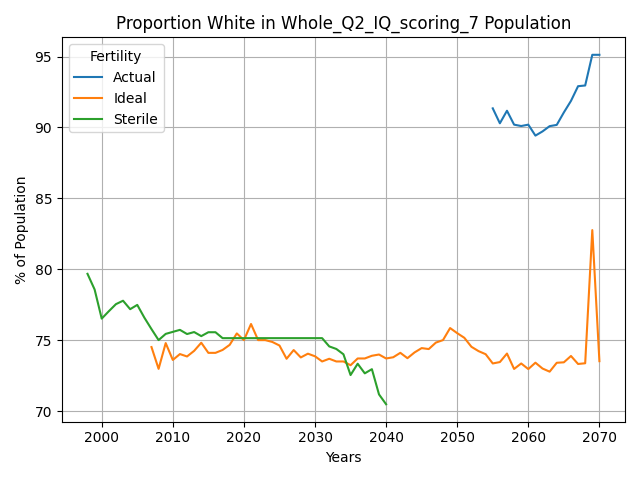 Proportion White in Whole_Q2_IQ_scoring_7 Population
Fertility
Actual
Ideal
Sterile
% of Population
95
90
85
80
75
70
2000
2010
2020
2030
2040
2050
2060
2070
Years